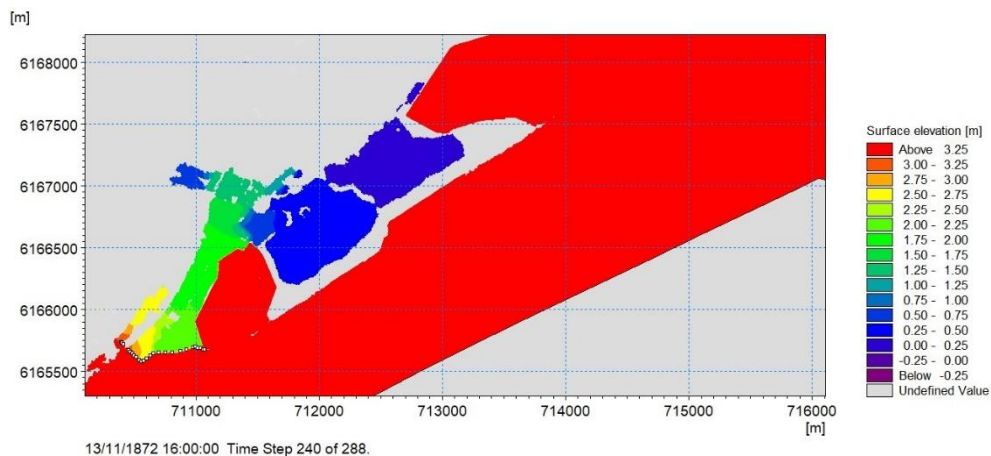 [m]
6168000
6167500
6167000
6166500
6166000
6165500
711000 712000 713000 714000 715000 716000
[m]
13/11/1872 16:00:00 Time Step 240 of 288.
Surface elevation [m]
Above 3.25
3.00 - 3.25
2.75 - 3.00
2.50 - 2.75
2.25 - 2.50
2.00 - 2.25
1.75 - 2.00
1.50 - 1.75
1.25 - 1.50
1.00 - 1.25
0.75 - 1.00
0.50 - 0.75
0.25 - 0.50
0.00 - 0.25
-0.25 - 0.00
Below -0.25
Undefined Value